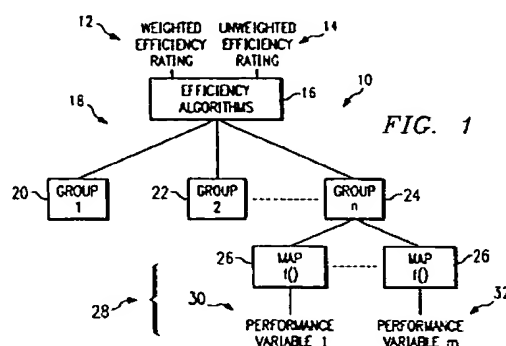 12
WEIGHTED EFFICIENCY RATING
UNWEIGHTED EFFICIENCY RATING
14
EFFICIENCY ALGORITHMS
16
10
18
FIG. 1
20
GROUP 1
22
GROUP 2
GROUP n
24
26
MAP f()
MAP f()
26
28
30
32
PERFORMANCE VARIABLE 1
PERFORMANCE VARIABLE m